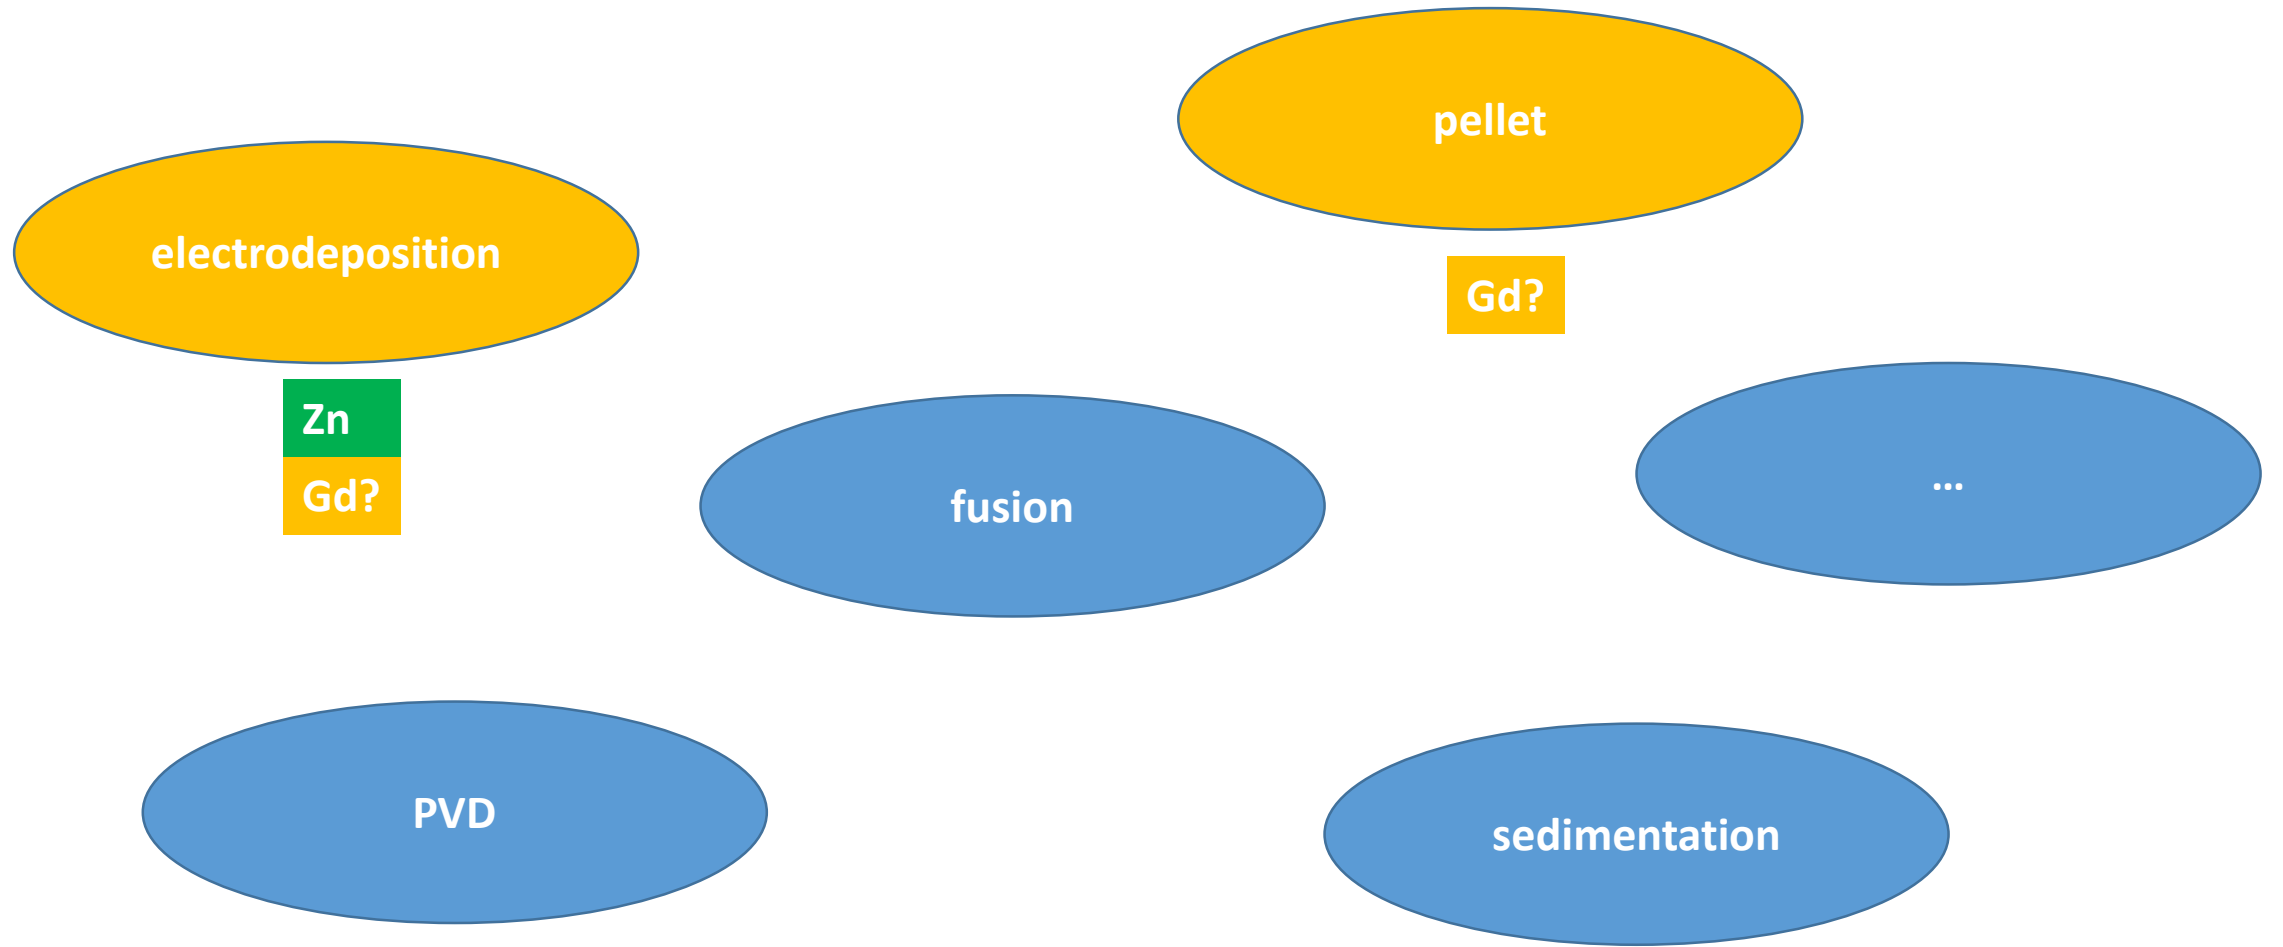 pellet
electrodeposition
Gd?
Zn
Gd?
fusion
...
PVD
sedimentation